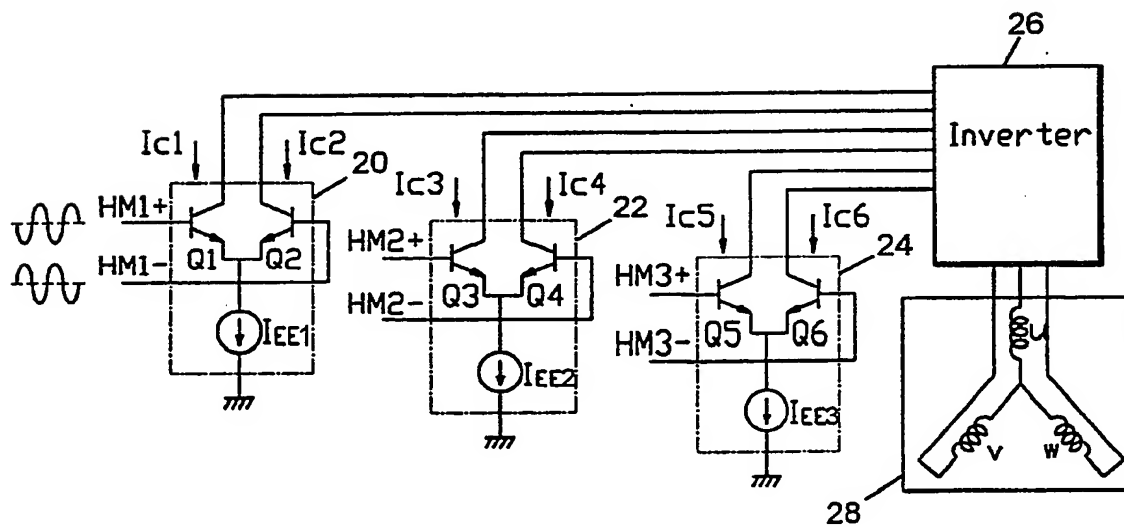 26
Inverter
Ic1
Ic2
20
HM1+
HM1-
Q1
Q2
IEE1
Ic3
Ic4
22
HM2+
HM2-
Q3
Q4
IEE2
Ic5
Ic6
24
HM3+
HM3-
Q5
Q6
IEE3
U
V
W
28